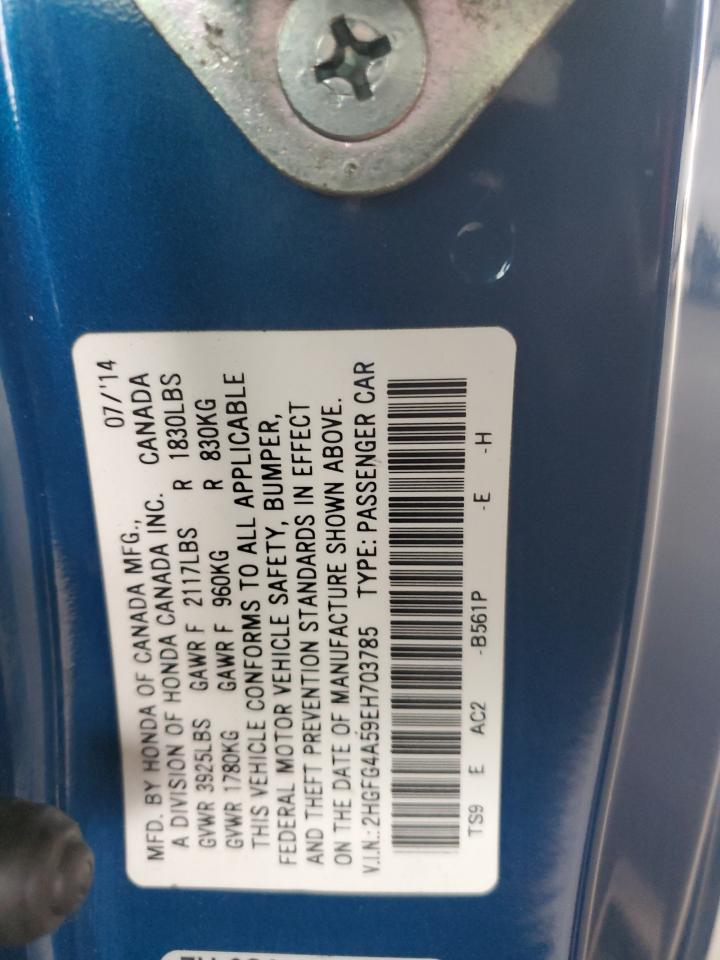 MFD. BY HONDA OF CANADA MFG., 07/'14
A DIVISION OF HONDA CANADA INC. CANADA
GVWR 3925LBS GAWR F 2117LBS R 1830LBS
GVWR 1780KG GAWR F 960KG R 830KG
THIS VEHICLE CONFORMS TO ALL APPLICABLE
FEDERAL MOTOR VEHICLE SAFETY, BUMPER,
AND THEFT PREVENTION STANDARDS IN EFFECT
ON THE DATE OF MANUFACTURE SHOWN ABOVE.
V.I.N.: 2HGFG4A59EH703785 TYPE: PASSENGER CAR
TS9 E AC2 -B561P -E -H